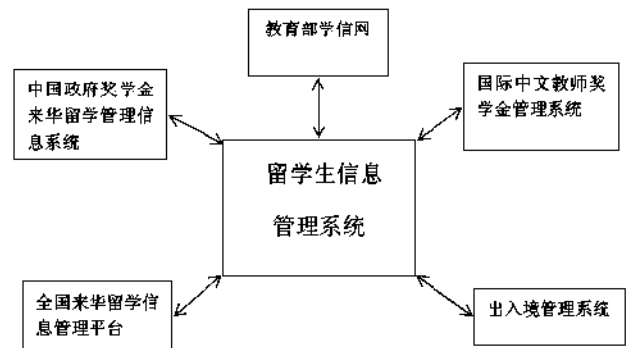 教育部学信网
中国政府奖学金
来华留学管理信
息系统
国际中文教师奖
学金管理系统
留学生信息
管理系统
全国来华留学信
息管理平台
出入境管理系统